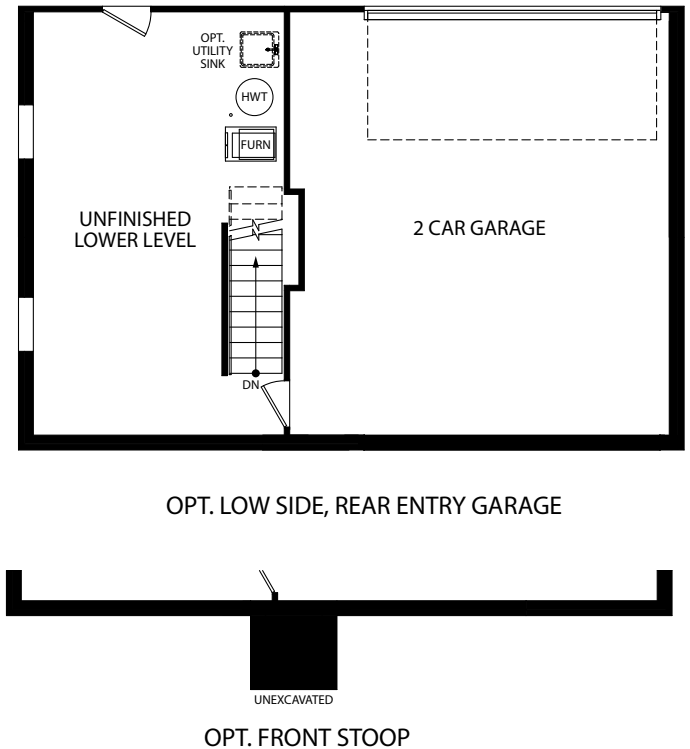 OPT.
UTILITY
SINK
HWT
FURN
UNFINISHED
LOWER LEVEL
2 CAR GARAGE
DN
OPT. LOW SIDE, REAR ENTRY GARAGE
UNEXCAVATED
OPT. FRONT STOOP